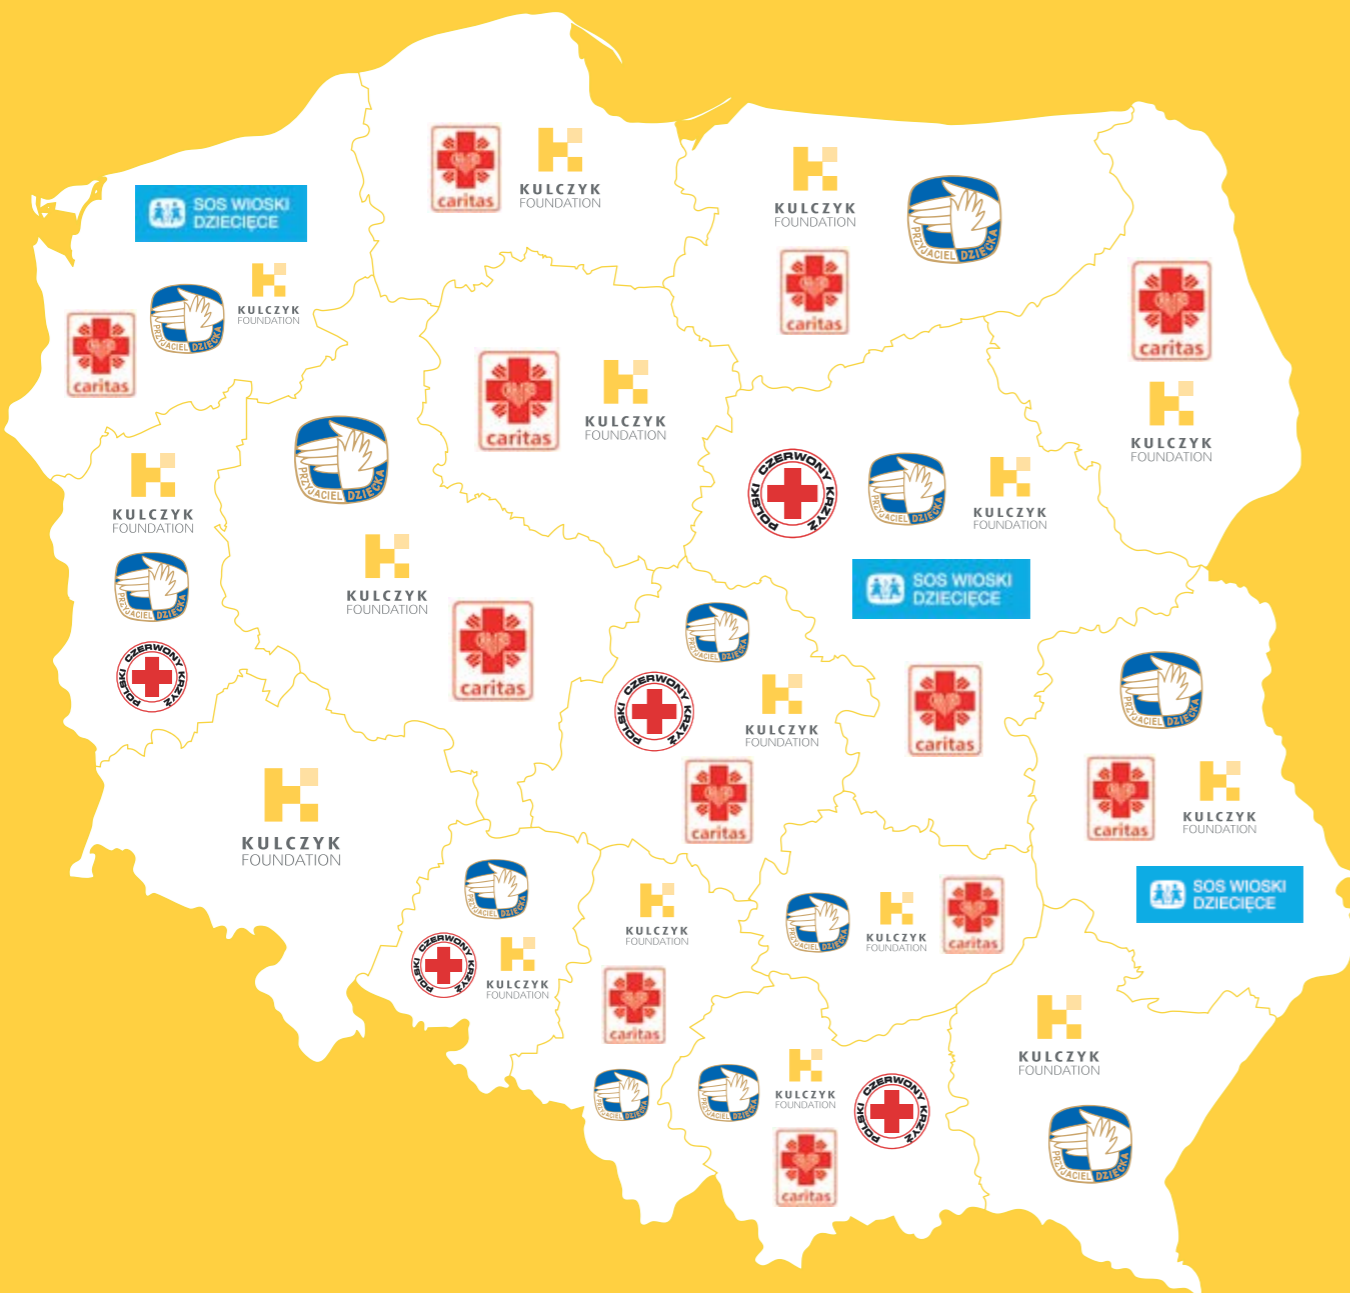 caritas
KULCZYK
FOUNDATION
KULCZYK
FOUNDATION
PRZYJACIEL DZIECKA
caritas
SOS WIOSKI
DZIECIĘCE
KULCZYK
FOUNDATION
PRZYJACIEL DZIECKA
caritas
caritas
KULCZYK
FOUNDATION
caritas
KULCZYK
FOUNDATION
PRZYJACIEL DZIECKA
KULCZYK
FOUNDATION
caritas
KULCZYK
FOUNDATION
PRZYJACIEL DZIECKA
POLSKI CZERWONY KRZYŻ
POLSKI CZERWONY KRZYŻ
PRZYJACIEL DZIECKA
KULCZYK
FOUNDATION
SOS WIOSKI
DZIECIĘCE
caritas
PRZYJACIEL DZIECKA
POLSKI CZERWONY KRZYŻ
KULCZYK
FOUNDATION
caritas
PRZYJACIEL DZIECKA
caritas
KULCZYK
FOUNDATION
SOS WIOSKI
DZIECIĘCE
KULCZYK
FOUNDATION
PRZYJACIEL DZIECKA
POLSKI CZERWONY KRZYŻ
KULCZYK
FOUNDATION
KULCZYK
FOUNDATION
caritas
PRZYJACIEL DZIECKA
PRZYJACIEL DZIECKA
KULCZYK
FOUNDATION
caritas
PRZYJACIEL DZIECKA
KULCZYK
FOUNDATION
POLSKI CZERWONY KRZYŻ
caritas
KULCZYK
FOUNDATION
PRZYJACIEL DZIECKA